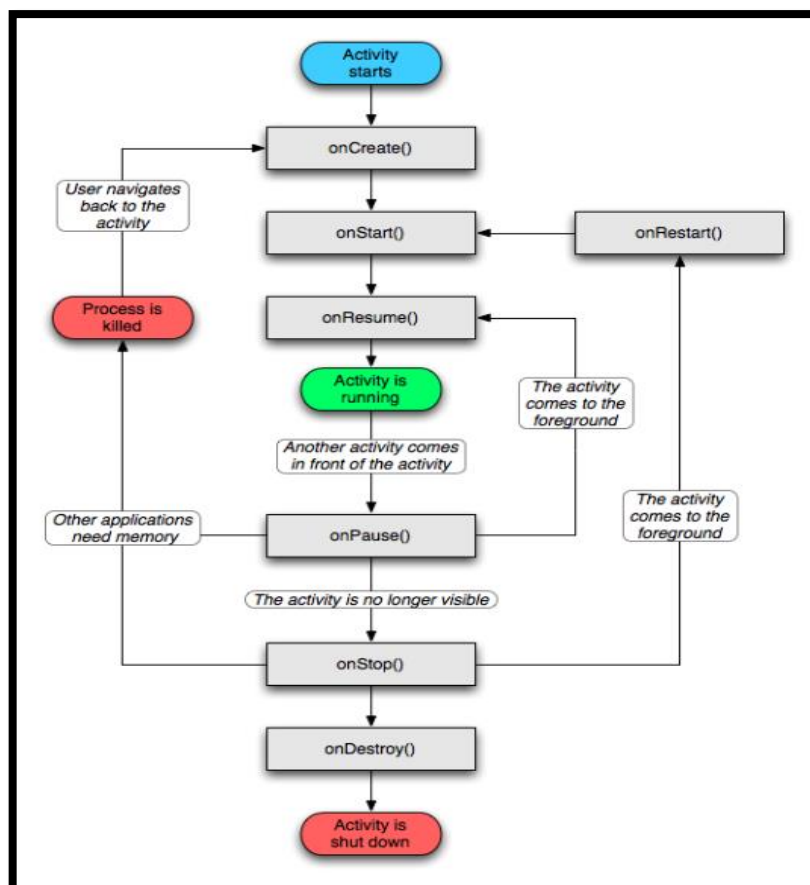 Activity
starts
onCreate()
User navigates
back to the
activity
onStart()
onRestart()
Process is
killed
onResume()
Activity is
running
The activity
comes to the
foreground
Another activity comes
in front of the activity
Other applications
need memory
onPause()
The activity
comes to the
foreground
The activity is no longer visible
onStop()
onDestroy()
Activity is
shut down